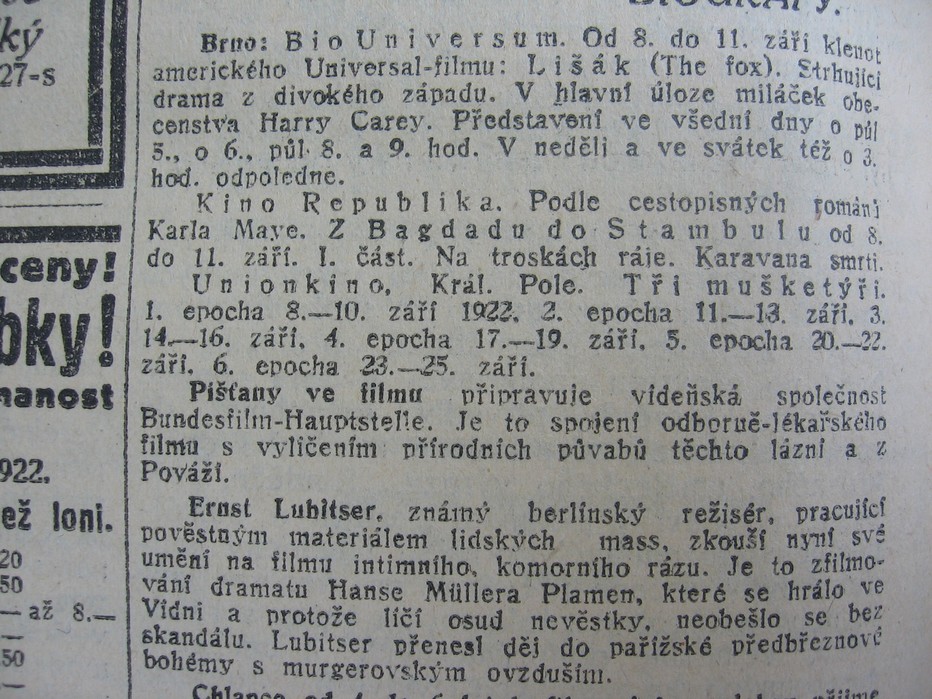 BIOGRAFY.
Brno: Bio Universum. Od 8. do 11. září klenot
amerického Universal-filmu: Lišák (The fox). Strhující
drama z divokého západu. V hlavní úloze miláček obe-
censtva Harry Carey. Představení ve všední dny o půl
5., o 6., půl 8. a 9. hod. V neděli a ve svátek též o 3.
hod. odpoledne.
Kino Republika. Podle cestopisných románů
Karla Maye. Z Bagdadu do Stambulu od 8.
do 11. září. I. část. Na troskách ráje. Karavana smrti.
Unionkino, Král. Pole. Tři mušketýři.
1. epocha 8.—10. září 1922, 2. epocha 11.—13. září, 3.
14.—16. září, 4. epocha 17.—19. září, 5. epocha 20.—22.
září, 6. epocha 23.—25. září.
Píšťany ve filmu připravuje vídeňská společnost
Bundesfilm-Hauptstelle. Je to spojení odborně-lékařského
filmu s vylíčením přírodních půvabů těchto lázní a z
Pováží.
Ernst Lubitser, známý berlínský režisér, pracující
pověstným materiálem lidských mass, zkouší nyní své
umění na filmu intimního, komorního rázu. Je to zfilmo-
vání dramatu Hanse Müllera Plamen, které se hrálo ve
Vídni a protože líčí osud nevěstky, neobešlo se bez
skandálu. Lubitser přenesl děj do pařížské předbřeznové
bohémy s murgerovským ovzduším.
ký
27-s
ceny!
bky!
nanost
1922.
ež loni.
20
50
— až 8.—
—
50